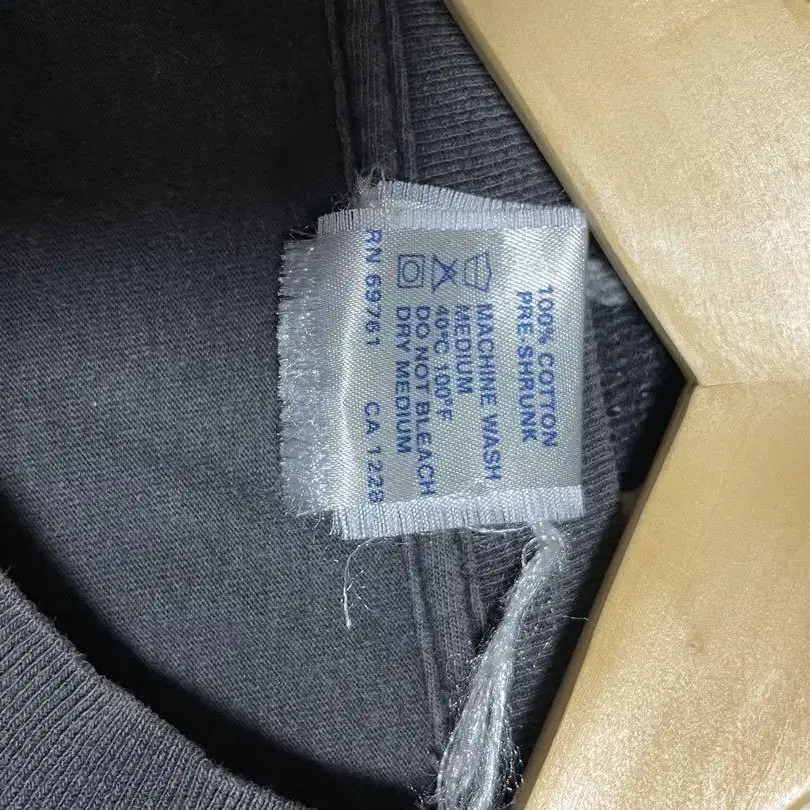 100% COTTON
PRE-SHRUNK
MACHINE WASH
MEDIUM
40°C 100°F
DO NOT BLEACH
DRY MEDIUM
RN 69761 CA 1228